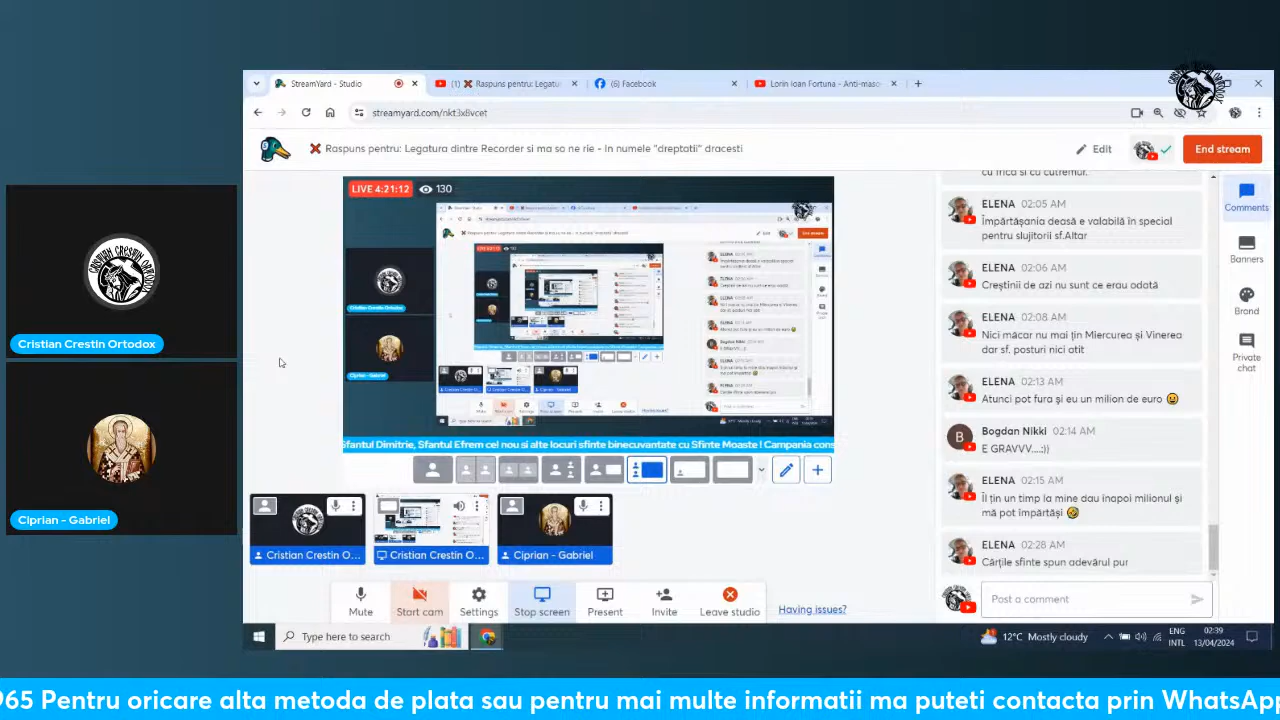 StreamYard - Studio
(1) ❌ Raspuns pentru: Legatu
(6) Facebook
Lorin Ioan Fortuna - Anti-maso
streamyard.com/nkt3x8vcet
❌ Raspuns pentru: Legatura dintre Recorder si ma sa ne rie - In numele "dreptatii" dracesti
Edit
End stream
LIVE 4:21:12
130
Cristian Crestin Ortodox
Ciprian - Gabriel
Sfantul Dimitrie, Sfantul Efrem cel nou si alte locuri sfinte binecuvantate cu Sfinte Moaste ! Campania cons
Cristian Crestin O...
Cristian Crestin O...
Ciprian - Gabriel
Mute
Start cam
Settings
Stop screen
Present
Invite
Leave studio
Having issues?
cu frica si cu cutremur.
ELENA 02:05 AM
Împărtășania deasă e valabilă în special
pentru slujitorii sf.Altar
ELENA 02:06 AM
Creștinii de azi nu sunt ce erau odată
ELENA 02:08 AM
Nici măcar nu mai țin Miercurea și Vinerea
dar sf. posturi nici atît
ELENA 02:13 AM
Atunci pot fura și eu un milion de euro 😀
Bogdan Nikki 02:14 AM
E GRAVVV....:))
ELENA 02:15 AM
Îl țin un timp la mine dau înapoi milionul și
mă pot împărtăși 🤣
ELENA 02:28 AM
Cărțile sfinte spun adevărul pur
Post a comment
Comments
Banners
Brand
Private
chat
Type here to search
12°C Mostly cloudy
ENG
INTL
02:39
13/04/2024
965 Pentru oricare alta metoda de plata sau pentru mai multe informatii ma puteti contacta prin WhatsApp